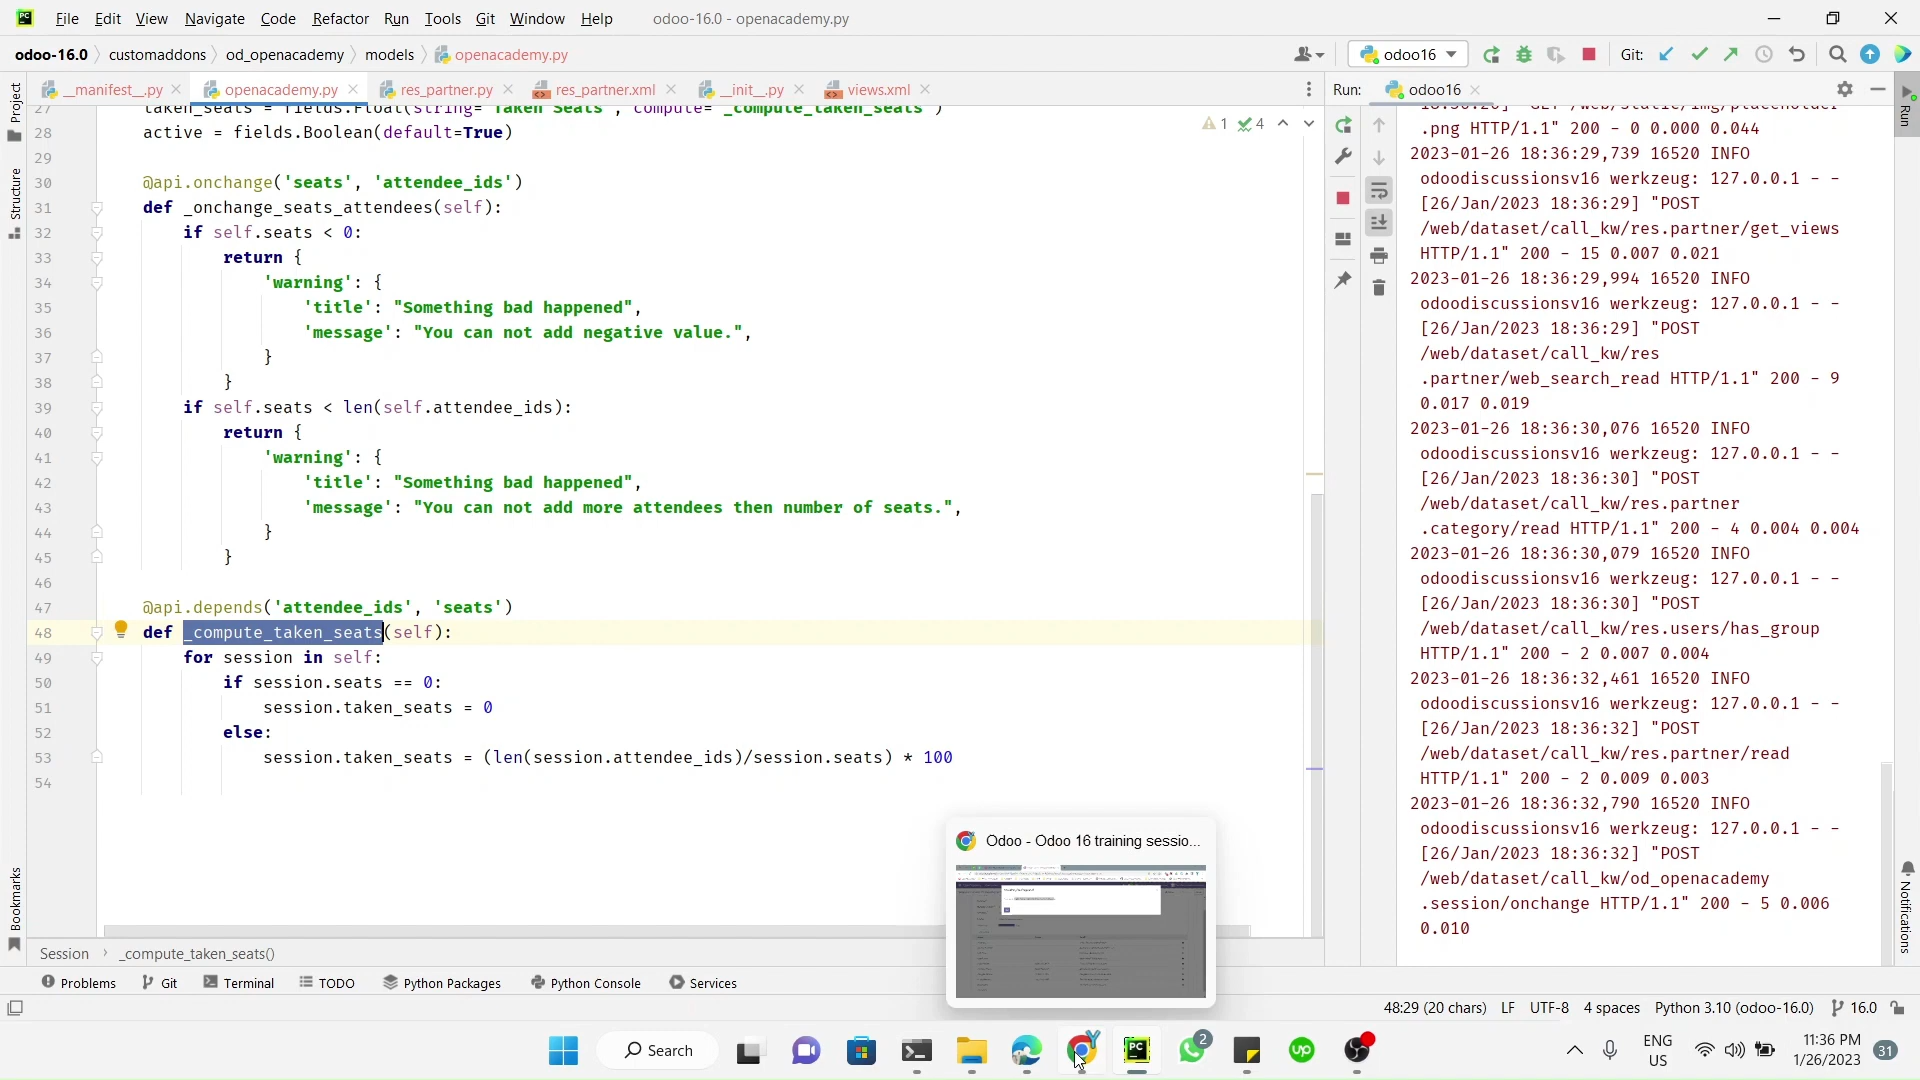 File Edit View Navigate Code Refactor Run Tools Git Window Help odoo-16.0 - openacademy.py
odoo-16.0 customaddons od_openacademy models openacademy.py
odoo16
Git:
Project
__manifest__.py
openacademy.py
res_partner.py
res_partner.xml
__init__.py
views.xml
Run: odoo16
Run
Structure
Bookmarks
Notifications
1 4
27 taken_seats = fields.Float(string="Taken Seats", compute="_compute_taken_seats")
28 active = fields.Boolean(default=True)
29
30 @api.onchange('seats', 'attendee_ids')
31 def _onchange_seats_attendees(self):
32 if self.seats < 0:
33 return {
34 'warning': {
35 'title': "Something bad happened",
36 'message': "You can not add negative value.",
37 }
38 }
39 if self.seats < len(self.attendee_ids):
40 return {
41 'warning': {
42 'title': "Something bad happened",
43 'message': "You can not add more attendees then number of seats.",
44 }
45 }
46
47 @api.depends('attendee_ids', 'seats')
48 def _compute_taken_seats(self):
49 for session in self:
50 if session.seats == 0:
51 session.taken_seats = 0
52 else:
53 session.taken_seats = (len(session.attendee_ids)/session.seats) * 100
54
.png HTTP/1.1" 200 - 0 0.000 0.044
2023-01-26 18:36:29,739 16520 INFO
odoodiscussionsv16 werkzeug: 127.0.0.1 - -
[26/Jan/2023 18:36:29] "POST
/web/dataset/call_kw/res.partner/get_views
HTTP/1.1" 200 - 15 0.007 0.021
2023-01-26 18:36:29,994 16520 INFO
odoodiscussionsv16 werkzeug: 127.0.0.1 - -
[26/Jan/2023 18:36:29] "POST
/web/dataset/call_kw/res
.partner/web_search_read HTTP/1.1" 200 - 9
0.017 0.019
2023-01-26 18:36:30,076 16520 INFO
odoodiscussionsv16 werkzeug: 127.0.0.1 - -
[26/Jan/2023 18:36:30] "POST
/web/dataset/call_kw/res.partner
.category/read HTTP/1.1" 200 - 4 0.004 0.004
2023-01-26 18:36:30,079 16520 INFO
odoodiscussionsv16 werkzeug: 127.0.0.1 - -
[26/Jan/2023 18:36:30] "POST
/web/dataset/call_kw/res.users/has_group
HTTP/1.1" 200 - 2 0.007 0.004
2023-01-26 18:36:32,461 16520 INFO
odoodiscussionsv16 werkzeug: 127.0.0.1 - -
[26/Jan/2023 18:36:32] "POST
/web/dataset/call_kw/res.partner/read
HTTP/1.1" 200 - 2 0.009 0.003
2023-01-26 18:36:32,790 16520 INFO
odoodiscussionsv16 werkzeug: 127.0.0.1 - -
[26/Jan/2023 18:36:32] "POST
/web/dataset/call_kw/od_openacademy
.session/onchange HTTP/1.1" 200 - 5 0.006
0.010
Odoo - Odoo 16 training sessio...
Session _compute_taken_seats()
Problems Git Terminal TODO Python Packages Python Console Services
48:29 (20 chars) LF UTF-8 4 spaces Python 3.10 (odoo-16.0) 16.0
Search
PC
2
up
ENG
US
11:36 PM
1/26/2023
31